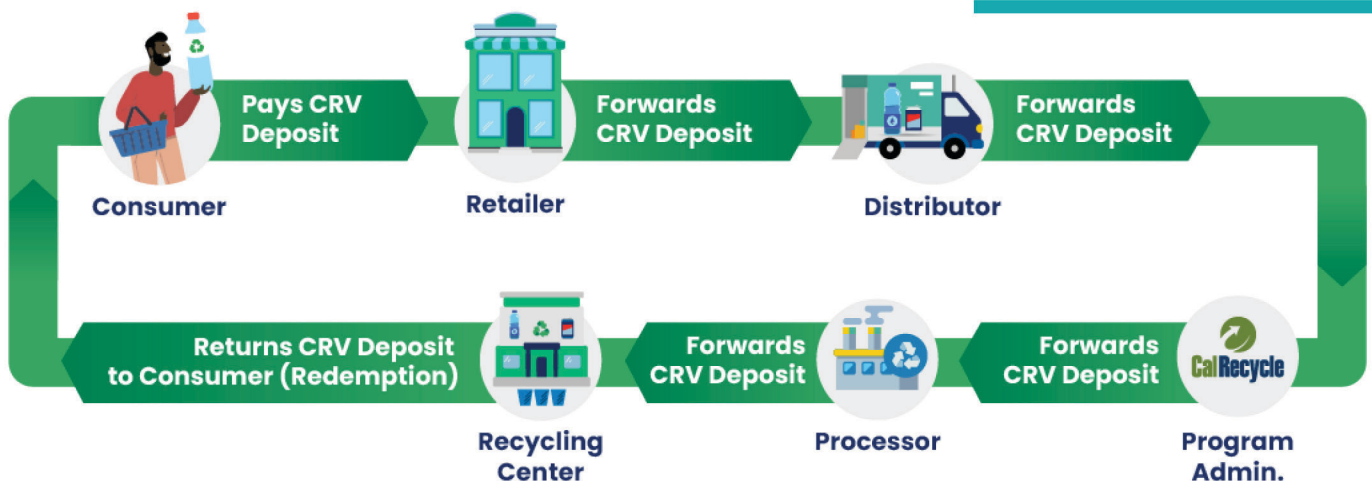 Pays CRV
Deposit
Forwards
CRV Deposit
Forwards
CRV Deposit
Consumer
Retailer
Distributor
Returns CRV Deposit
to Consumer (Redemption)
Forwards
CRV Deposit
Forwards
CRV Deposit
CalRecycle
Recycling
Center
Processor
Program
Admin.